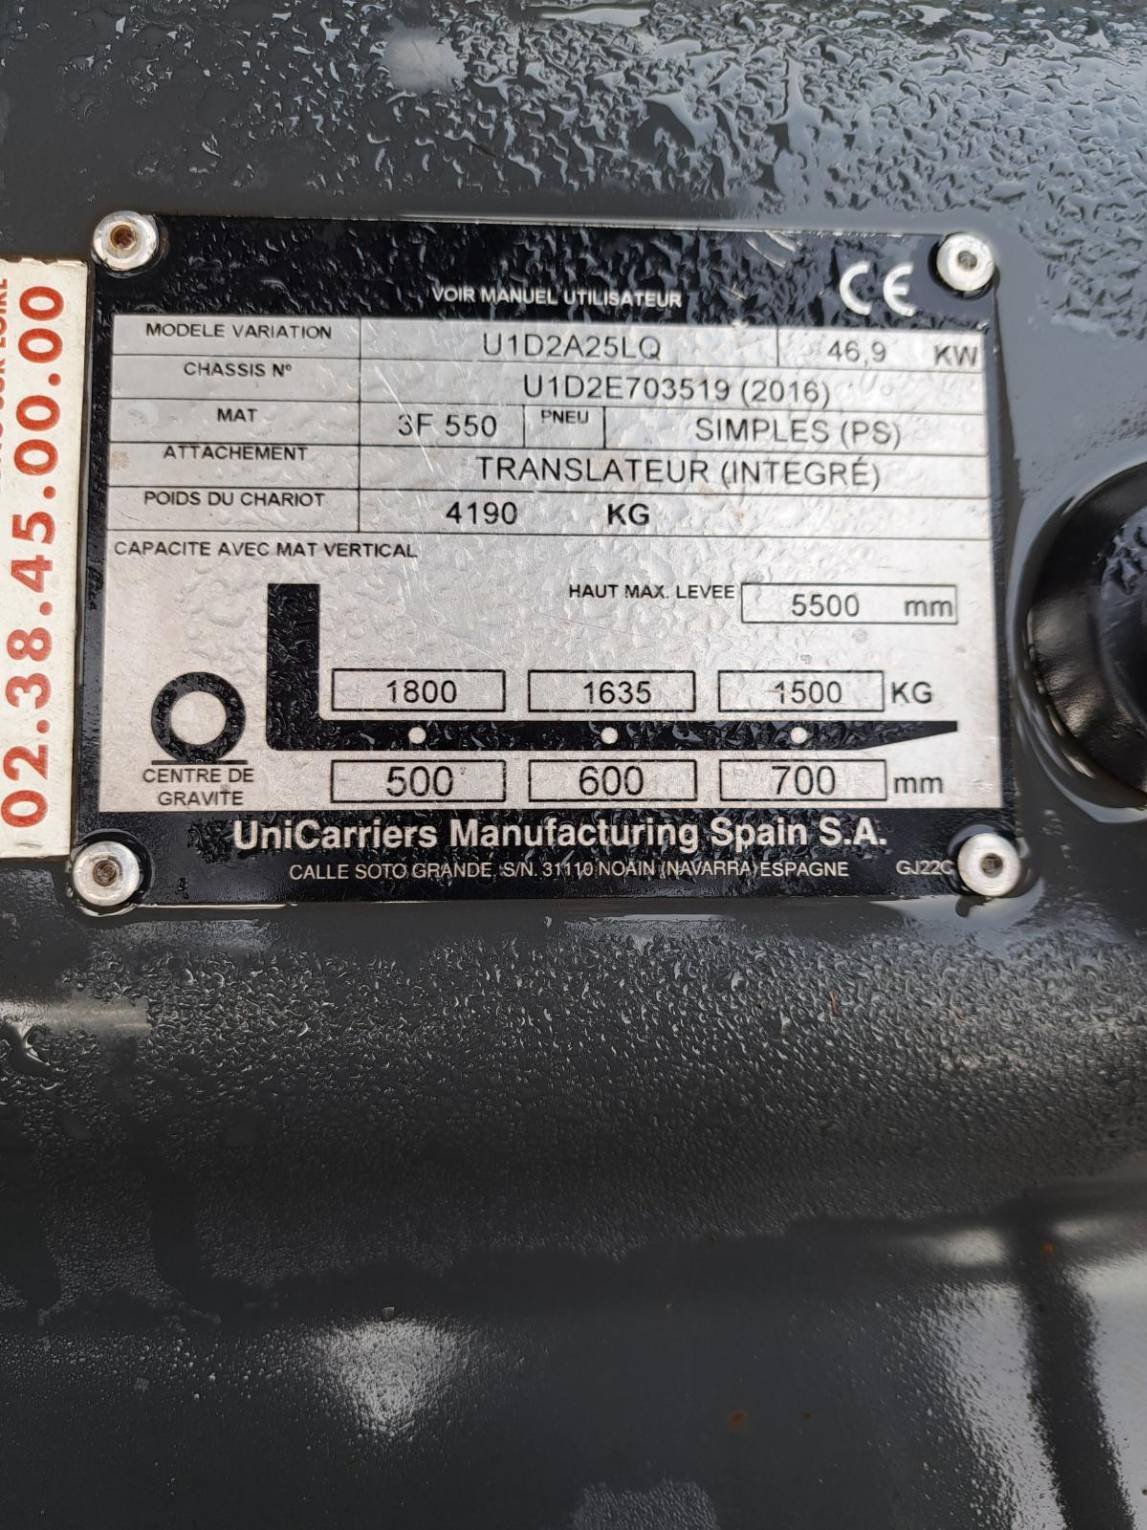 VOIR MANUEL UTILISATEUR
CE
MODELE VARIATION U1D2A25LQ 46,9 KW
CHASSIS Nº U1D2E703519 (2016)
MAT 3F 550 PNEU SIMPLES (PS)
ATTACHEMENT TRANSLATEUR (INTEGRÉ)
POIDS DU CHARIOT 4190 KG
CAPACITE AVEC MAT VERTICAL
HAUT MAX. LEVEE 5500 mm
1800 1635 1500 KG
CENTRE DE
GRAVITE
500 600 700 mm
UniCarriers Manufacturing Spain S.A.
CALLE SOTO GRANDE, S/N. 31110 NOAIN (NAVARRA) ESPAGNE GJ22C
02.38.45.00.00
SUR LOIRE